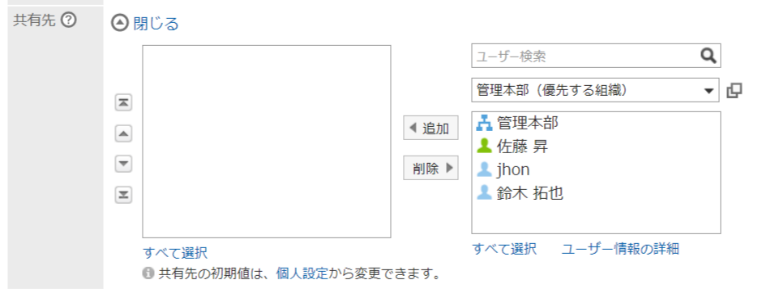 共有先
閉じる
ユーザー検索
管理本部（優先する組織）
追加
削除
管理本部
佐藤 昇
jhon
鈴木 拓也
すべて選択
すべて選択 ユーザー情報の詳細
共有先の初期値は、個人設定から変更できます。